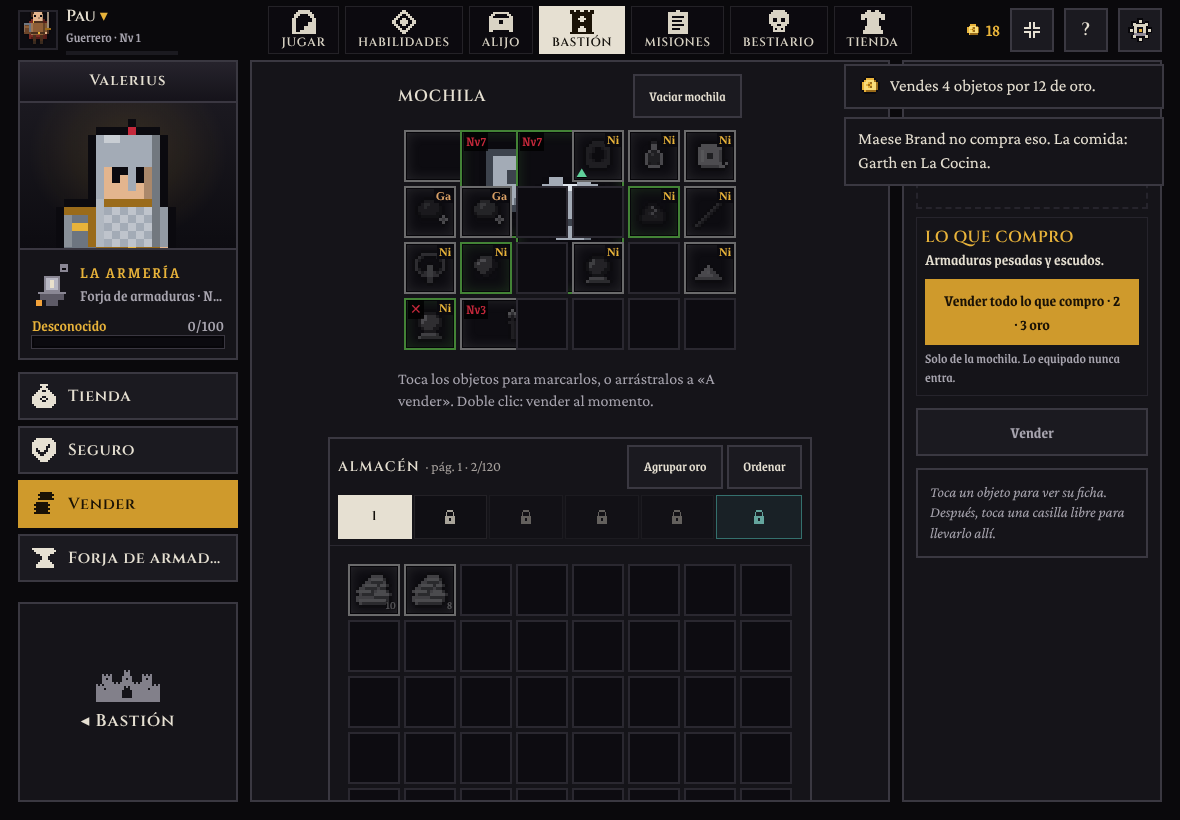 Pau ▼
Guerrero · Nv 1
JUGAR
HABILIDADES
ALIJO
BASTIÓN
MISIONES
BESTIARIO
TIENDA
18
?
Valerius
LA ARMERÍA
Forja de armaduras · N...
Desconocido 0/100
TIENDA
SEGURO
VENDER
FORJA DE ARMAD...
◂ BASTIÓN
MOCHILA
Vaciar mochila
Nv7 Nv7 Ni Ni Ni
Ga Ga Ni Ni
Ni Ni Ni Ni
✕ Ni Nv3
Toca los objetos para marcarlos, o arrástralos a «A
vender». Doble clic: vender al momento.
ALMACÉN · pág. 1 · 2/120
Agrupar oro
Ordenar
1
10 8
Vendes 4 objetos por 12 de oro.
Maese Brand no compra eso. La comida:
Garth en La Cocina.
LO QUE COMPRO
Armaduras pesadas y escudos.
Vender todo lo que compro · 2
· 3 oro
Solo de la mochila. Lo equipado nunca
entra.
Vender
Toca un objeto para ver su ficha.
Después, toca una casilla libre para
llevarlo allí.